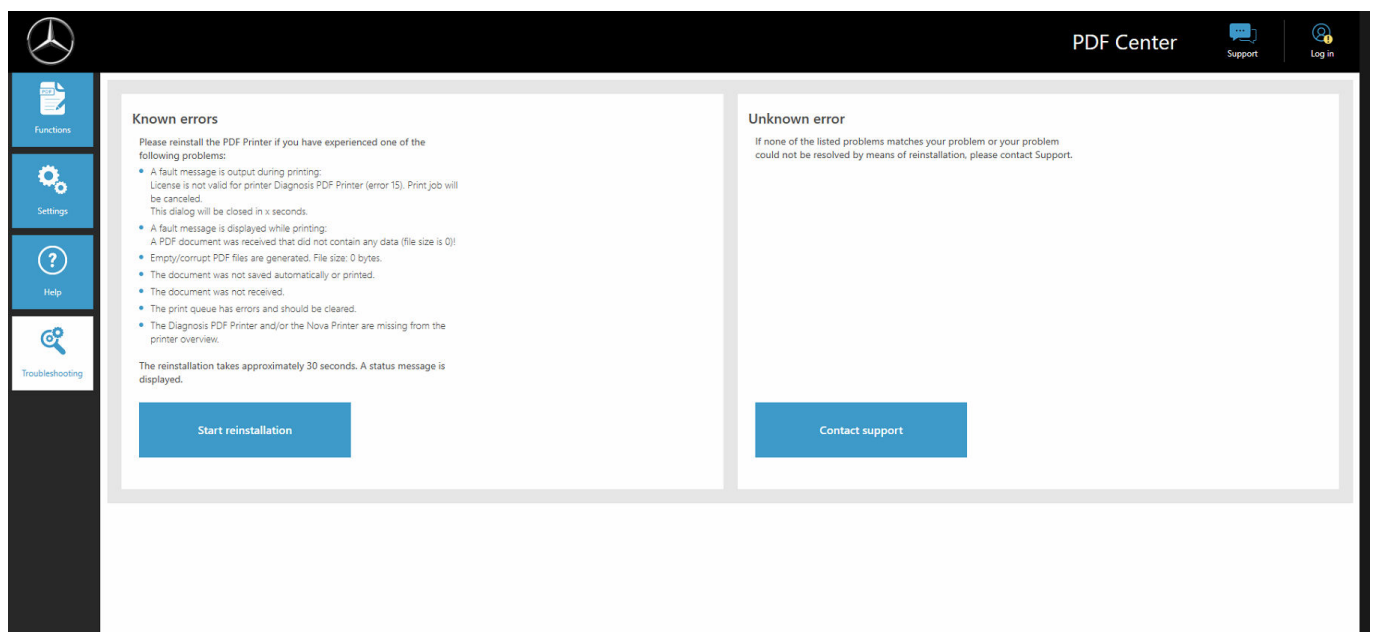 PDF Center
Support
Log in
PDF
Functions
Settings
?
Help
Troubleshooting
Known errors
Please reinstall the PDF Printer if you have experienced one of the
following problems:
• A fault message is output during printing:
License is not valid for printer Diagnosis PDF Printer (error 15). Print job will
be canceled.
This dialog will be closed in x seconds.
• A fault message is displayed while printing:
A PDF document was received that did not contain any data (file size is 0)!
• Empty/corrupt PDF files are generated. File size: 0 bytes.
• The document was not saved automatically or printed.
• The document was not received.
• The print queue has errors and should be cleared.
• The Diagnosis PDF Printer and/or the Nova Printer are missing from the
printer overview.
The reinstallation takes approximately 30 seconds. A status message is
displayed.
Start reinstallation
Unknown error
If none of the listed problems matches your problem or your problem
could not be resolved by means of reinstallation, please contact Support.
Contact support